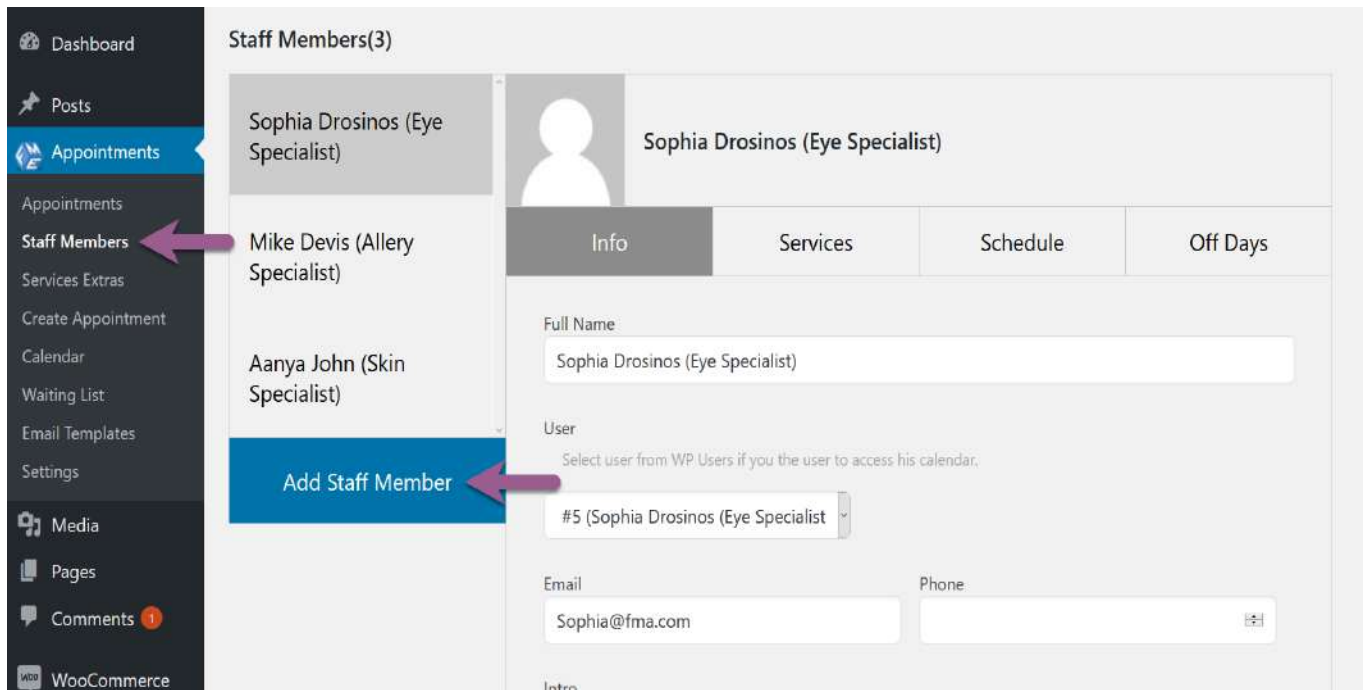 Dashboard
Posts
Appointments
Appointments
Staff Members
Services Extras
Create Appointment
Calendar
Waiting List
Email Templates
Settings
Media
Pages
Comments 1
WOO WooCommerce
Staff Members(3)
Sophia Drosinos (Eye
Specialist)
Mike Devis (Allery
Specialist)
Aanya John (Skin
Specialist)
Add Staff Member
Sophia Drosinos (Eye Specialist)
Info Services Schedule Off Days
Full Name
Sophia Drosinos (Eye Specialist)
User
Select user from WP Users if you the user to access his calendar.
#5 (Sophia Drosinos (Eye Specialist
Email Phone
Sophia@fma.com
Intro